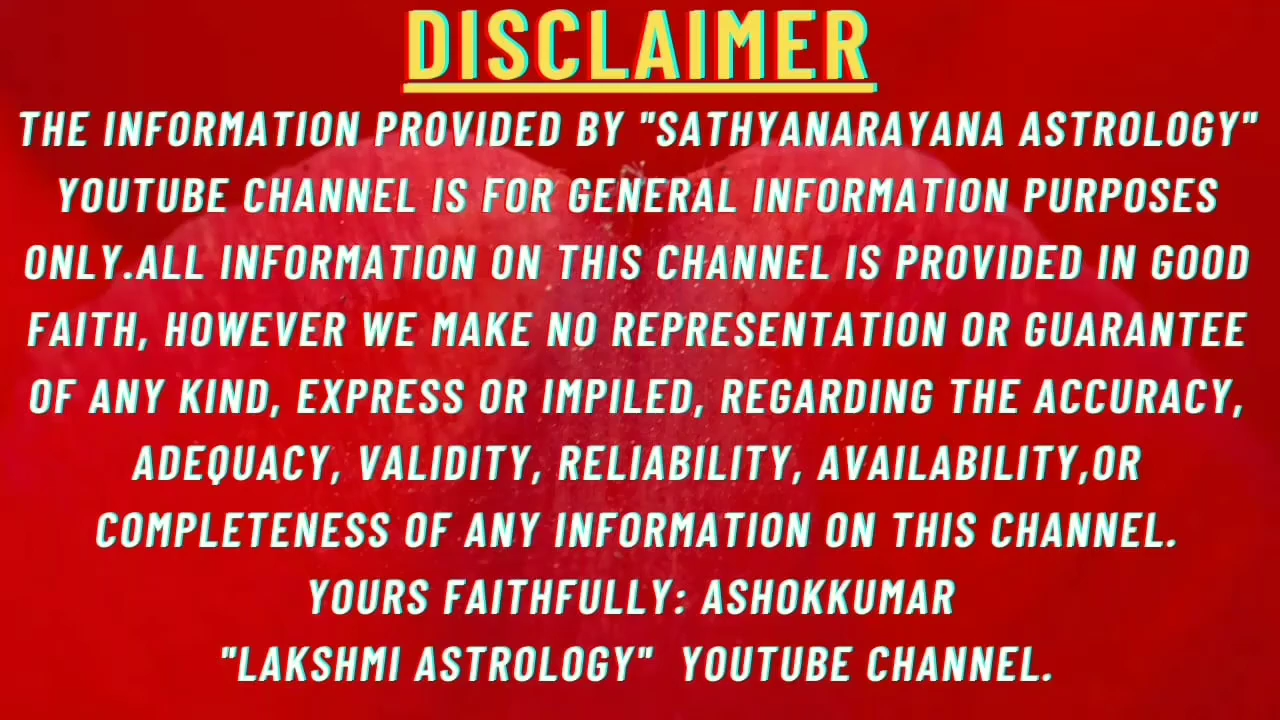 DISCLAIMER
THE INFORMATION PROVIDED BY "SATHYANARAYANA ASTROLOGY"
YOUTUBE CHANNEL IS FOR GENERAL INFORMATION PURPOSES
ONLY.ALL INFORMATION ON THIS CHANNEL IS PROVIDED IN GOOD
FAITH, HOWEVER WE MAKE NO REPRESENTATION OR GUARANTEE
OF ANY KIND, EXPRESS OR IMPILED, REGARDING THE ACCURACY,
ADEQUACY, VALIDITY, RELIABILITY, AVAILABILITY,OR
COMPLETENESS OF ANY INFORMATION ON THIS CHANNEL.
YOURS FAITHFULLY: ASHOKKUMAR
"LAKSHMI ASTROLOGY" YOUTUBE CHANNEL.